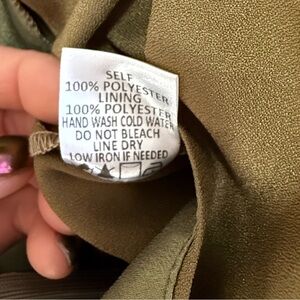 SELF
100% POLYESTER
LINING
100% POLYESTER
HAND WASH COLD WATER
DO NOT BLEACH
LINE DRY
LOW IRON IF NEEDED